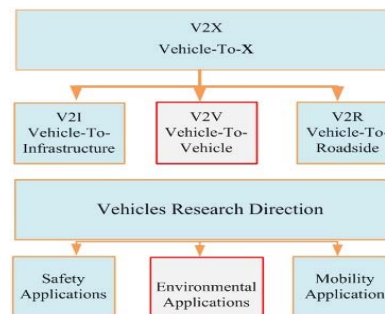 V2X
Vehicle-To-X
V2I
Vehicle-To-
Infrastructure
V2V
Vehicle-To-
Vehicle
V2R
Vehicle-To-
Roadside
Vehicles Research Direction
Safety
Applications
Environmental
Applications
Mobility
Application